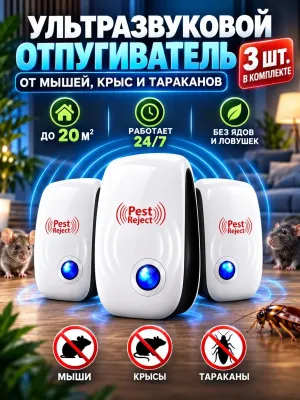 УЛЬТРАЗВУКОВОЙ
ОТПУГИВАТЕЛЬ
ОТ МЫШЕЙ, КРЫС И ТАРАКАНОВ
3 ШТ.
В КОМПЛЕКТЕ
ДО 20 м²
РАБОТАЕТ
24/7
БЕЗ ЯДОВ
И ЛОВУШЕК
Pest
Reject
Pest
Reject
Pest
Reject
МЫШИ
КРЫСЫ
ТАРАКАНЫ